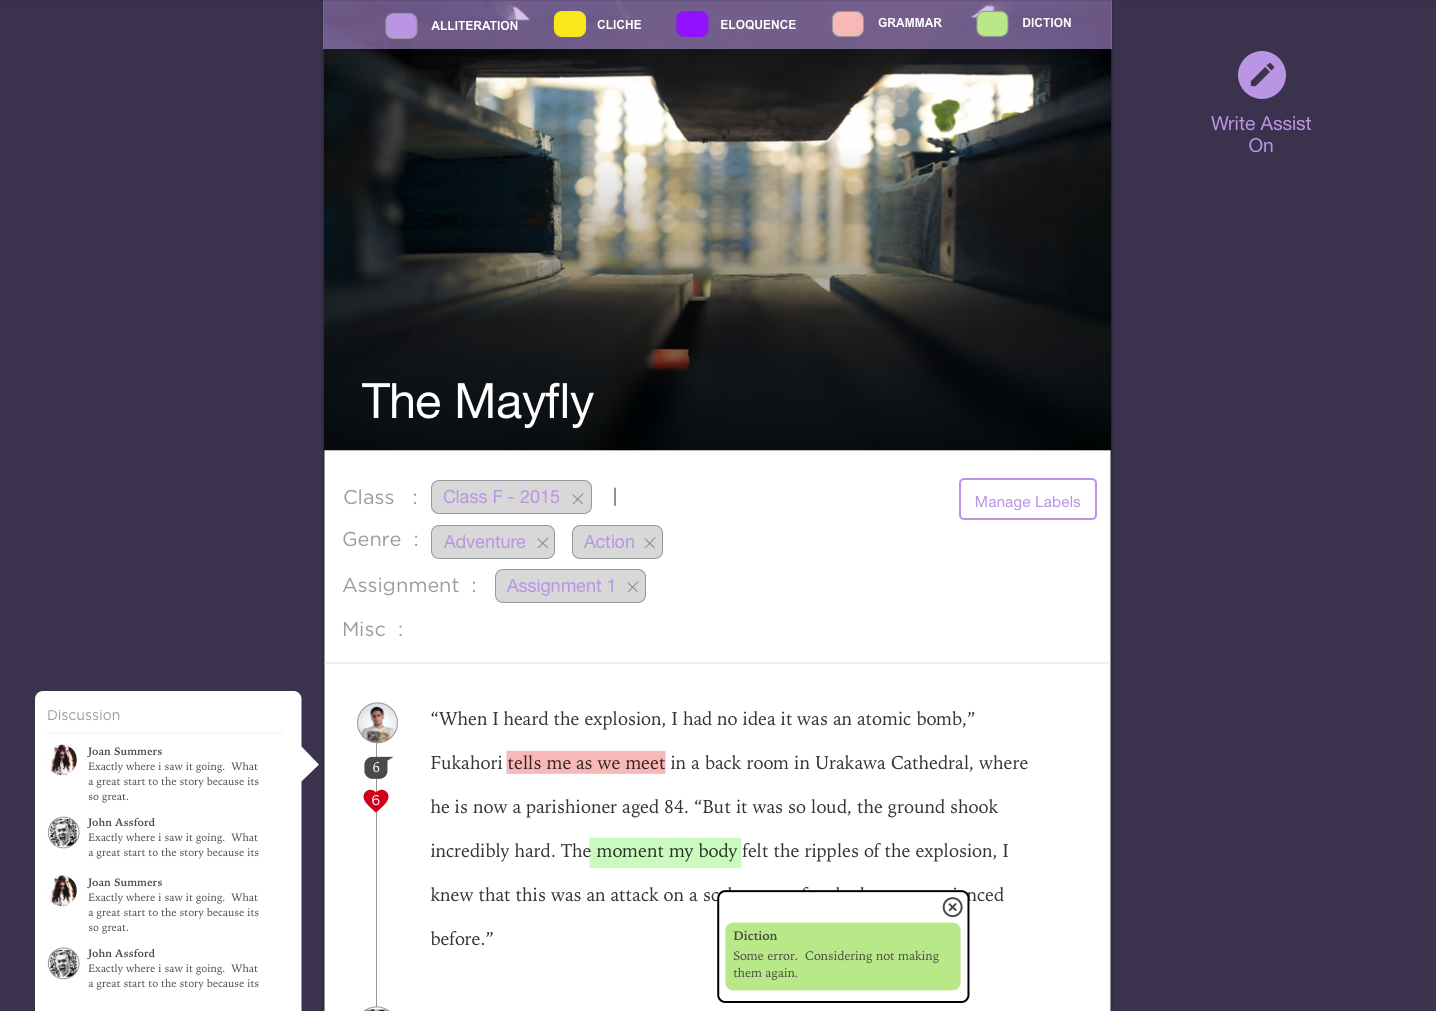 ALLITERATION CLICHE ELOQUENCE GRAMMAR DICTION
Write Assist
On
The Mayfly
Class : Class F - 2015
Manage Labels
Genre : Adventure Action
Assignment : Assignment 1
Misc :
Discussion
Joan Summers
Exactly where i saw it going. What
a great start to the story because its
so great.
John Assford
Exactly where i saw it going. What
a great start to the story because its
Joan Summers
Exactly where i saw it going. What
a great start to the story because its
so great.
John Assford
Exactly where i saw it going. What
a great start to the story because its
6
6
“When I heard the explosion, I had no idea it was an atomic bomb,”
Fukahori tells me as we meet in a back room in Urakawa Cathedral, where
he is now a parishioner aged 84. “But it was so loud, the ground shook
incredibly hard. The moment my body felt the ripples of the explosion, I
knew that this was an attack on a
before.”
Diction
Some error. Considering not making
them again.